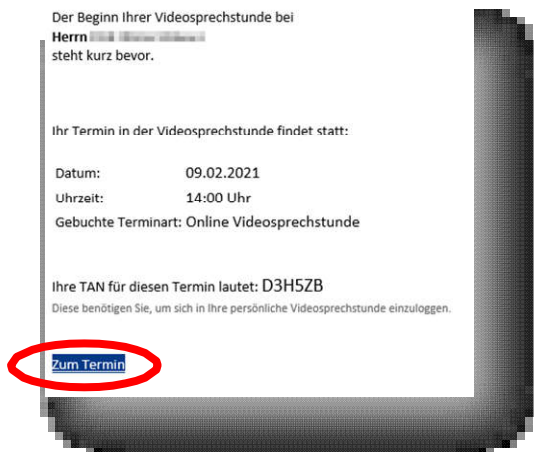 Der Beginn Ihrer Videosprechstunde bei
Herrn
steht kurz bevor.
Ihr Termin in der Videosprechstunde findet statt:
Datum: 09.02.2021
Uhrzeit: 14:00 Uhr
Gebuchte Terminart: Online Videosprechstunde
Ihre TAN für diesen Termin lautet: D3H5ZB
Diese benötigen Sie, um sich in Ihre persönliche Videosprechstunde einzuloggen.
Zum Termin